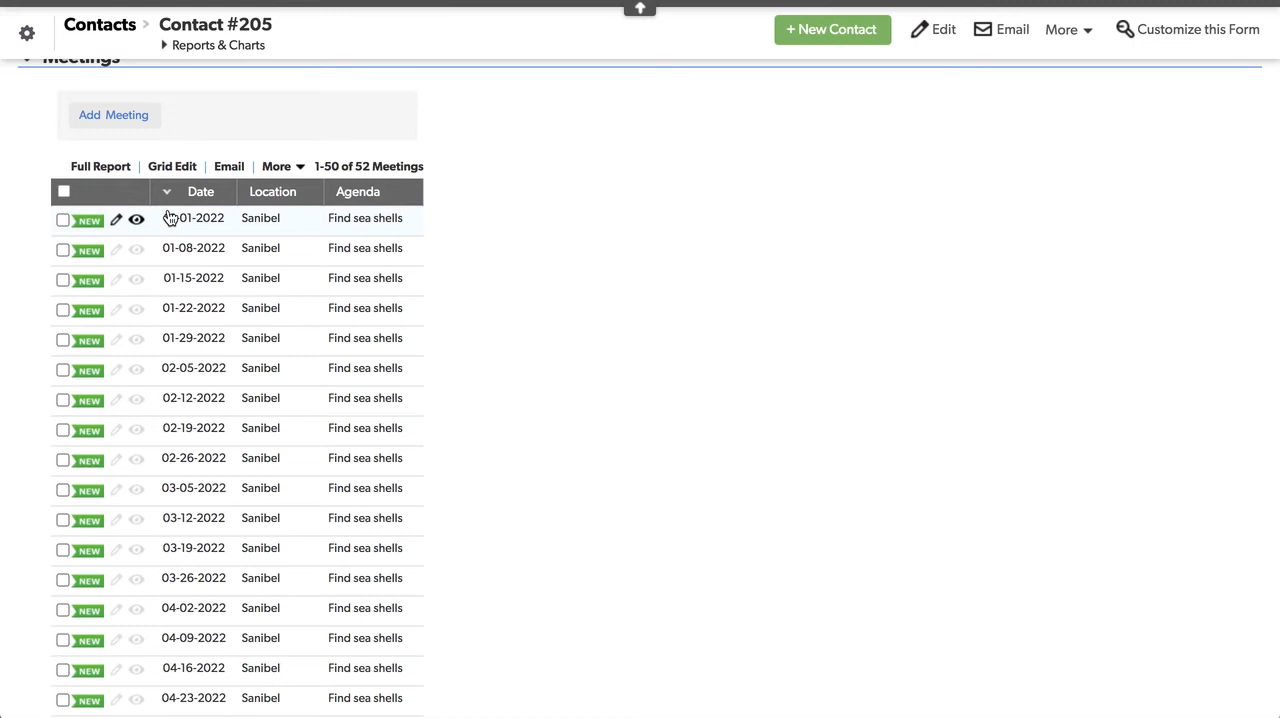 Contacts > Contact #205
Reports & Charts
+ New Contact Edit Email More Customize this Form
Meetings
Add Meeting
Full Report | Grid Edit | Email | More 1-50 of 52 Meetings
Date Location Agenda
NEW 01-2022 Sanibel Find sea shells
NEW 01-08-2022 Sanibel Find sea shells
NEW 01-15-2022 Sanibel Find sea shells
NEW 01-22-2022 Sanibel Find sea shells
NEW 01-29-2022 Sanibel Find sea shells
NEW 02-05-2022 Sanibel Find sea shells
NEW 02-12-2022 Sanibel Find sea shells
NEW 02-19-2022 Sanibel Find sea shells
NEW 02-26-2022 Sanibel Find sea shells
NEW 03-05-2022 Sanibel Find sea shells
NEW 03-12-2022 Sanibel Find sea shells
NEW 03-19-2022 Sanibel Find sea shells
NEW 03-26-2022 Sanibel Find sea shells
NEW 04-02-2022 Sanibel Find sea shells
NEW 04-09-2022 Sanibel Find sea shells
NEW 04-16-2022 Sanibel Find sea shells
NEW 04-23-2022 Sanibel Find sea shells